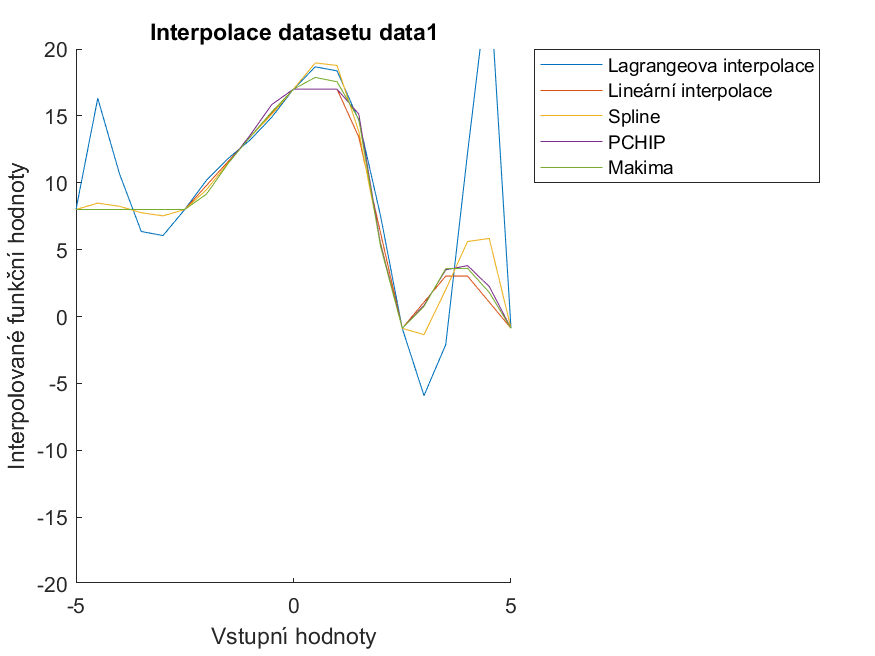 Interpolace datasetu data1
20
15
10
5
0
-5
-10
-15
-20
-5
0
5
Interpolované funkční hodnoty
Vstupní hodnoty
Lagrangeova interpolace
Lineární interpolace
Spline
PCHIP
Makima